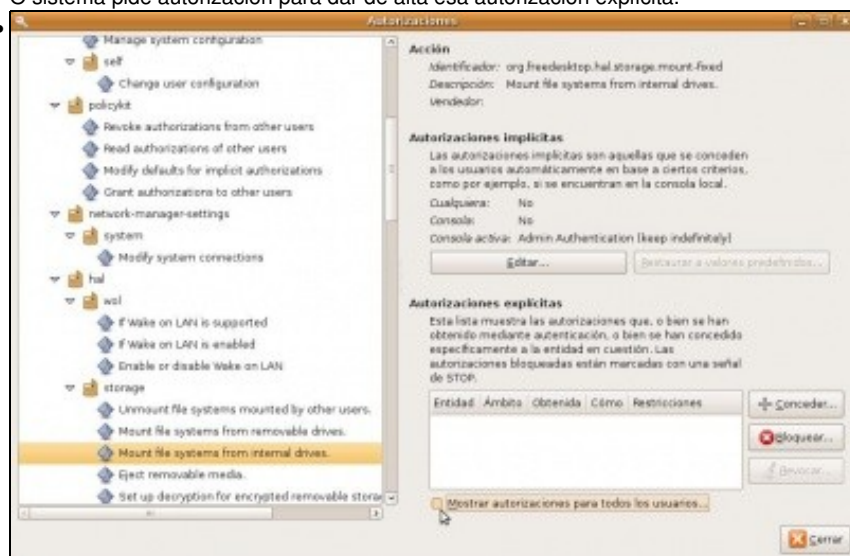 O sistema pide autorización para dar de alta esa autorización explícita.
Autorizaciones
Manage system configuration
self
Change user configuration
policykit
Revoke authorizations from other users
Read authorizations of other users
Modify defaults for implicit authorizations
Grant authorizations to other users
network-manager-settings
system
Modify system connections
hal
wol
If Wake on LAN is supported
If Wake on LAN is enabled
Enable or disable Wake on LAN
storage
Unmount file systems mounted by other users.
Mount file systems from removable drives.
Mount file systems from internal drives.
Eject removable media.
Set up decryption for encrypted removable stora
Acción
Identificador: org.freedesktop.hal.storage.mount-fixed
Descripción: Mount file systems from internal drives.
Vendedor:
Autorizaciones implícitas
Las autorizaciones implícitas son aquellas que se conceden
a los usuarios automáticamente en base a ciertos criterios,
como por ejemplo, si se encuentran en la consola local.
Cualquiera: No
Consola: No
Consola activa: Admin Authentication (keep indefinitely)
Editar... Restaurar a valores predefinidos...
Autorizaciones explícitas
Esta lista muestra las autorizaciones que, o bien se han
obtenido mediante autenticación, o bien se han concedido
específicamente a la entidad en cuestión. Las
autorizaciones bloqueadas están marcadas con una señal
de STOP.
Entidad Ámbito Obtenida Cómo Restricciones
Conceder...
Bloquear...
Revocar...
Mostrar autorizaciones para todos los usuarios...
Cerrar